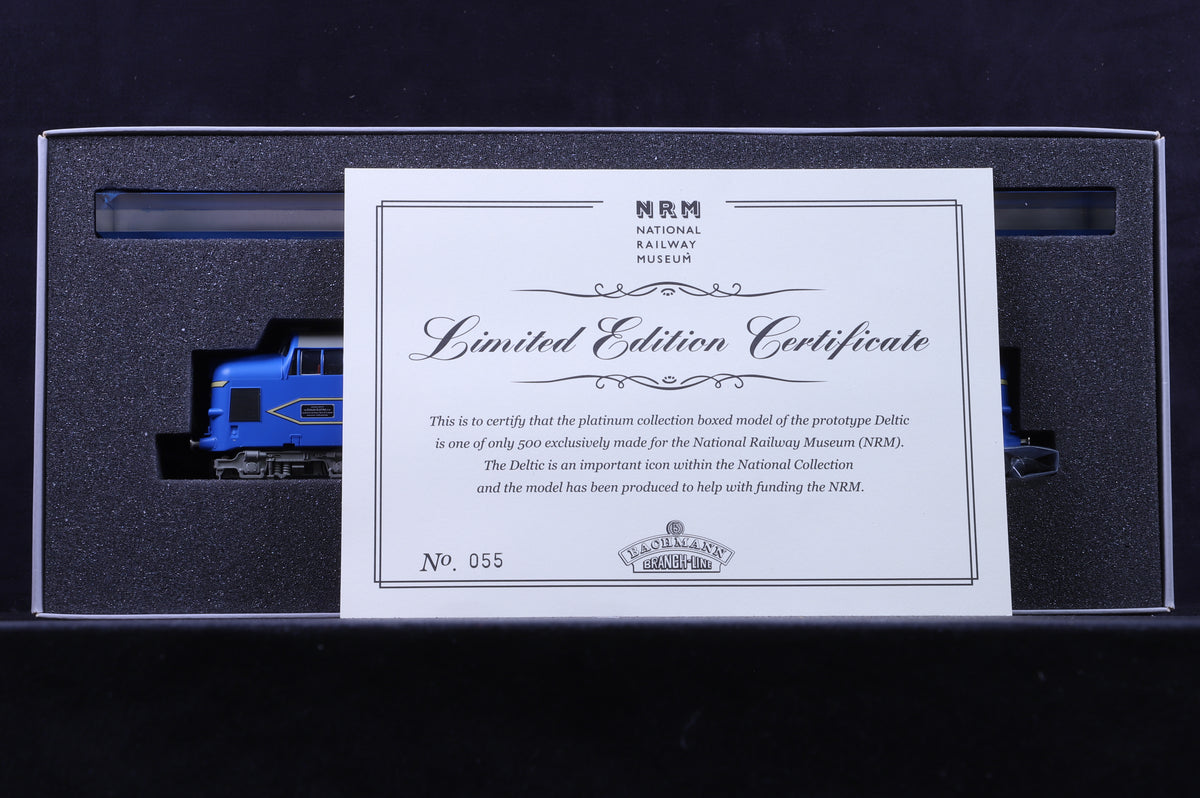 NRM
NATIONAL
RAILWAY
MUSEUM
Limited Edition Certificate
This is to certify that the platinum collection boxed model of the prototype Deltic
is one of only 500 exclusively made for the National Railway Museum (NRM).
The Deltic is an important icon within the National Collection
and the model has been produced to help with funding the NRM.
No. 055
BACHMANN
BRANCH-LINE